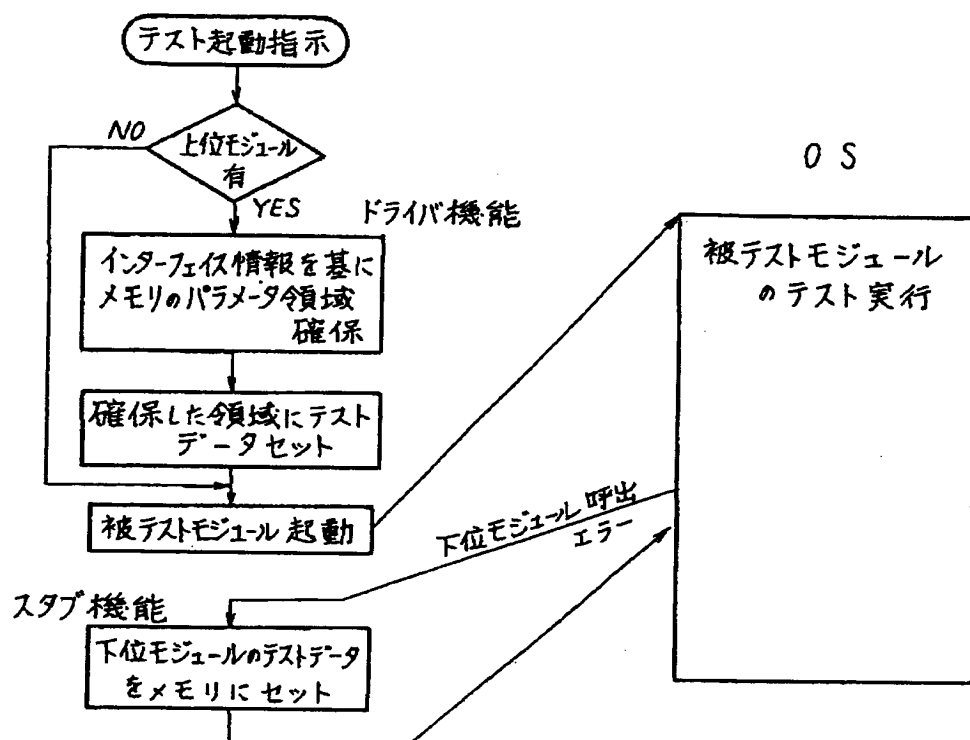 テスト起動指示
NO
上位モジュール
有
YES
ドライバ機能
インターフェイス情報を基に
メモリのパラメータ領域
確保
確保した領域にテスト
データセット
被テストモジュール起動
OS
被テストモジュール
のテスト実行
下位モジュール呼出
エラー
スタブ機能
下位モジュールのテストデータ
をメモリにセット